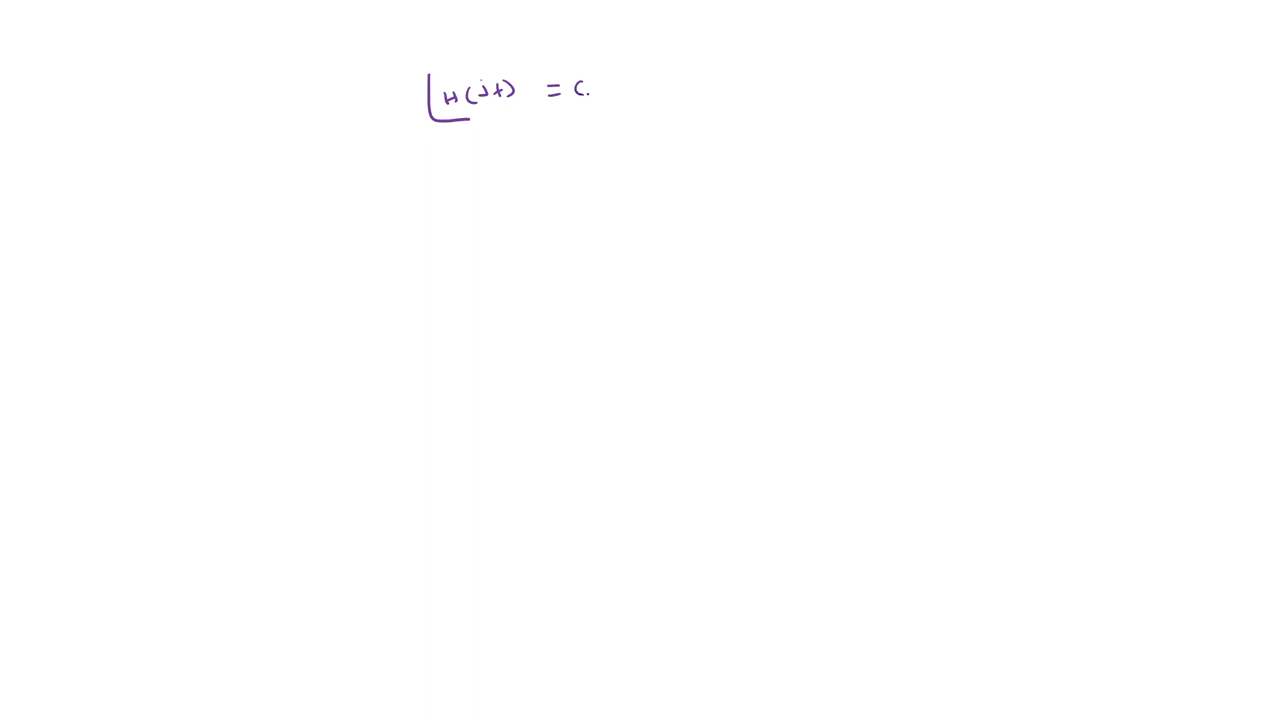 H(jt) = C.